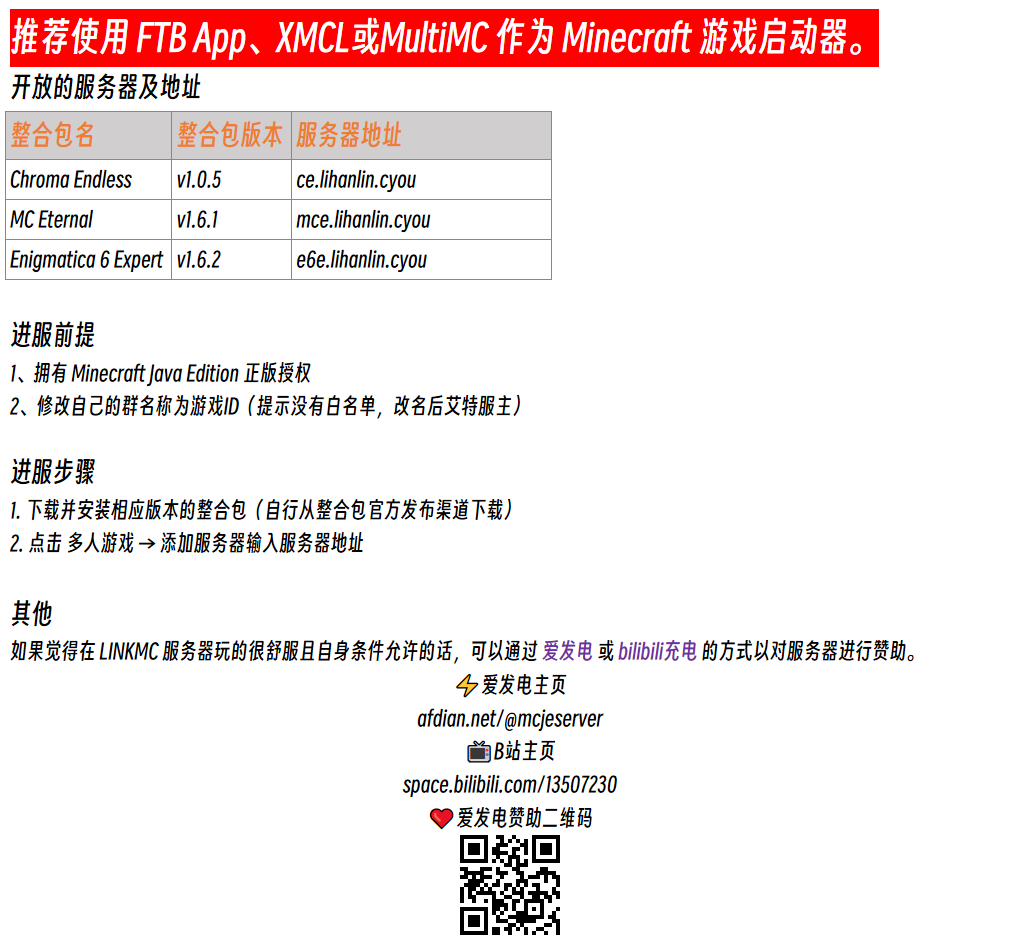 推荐使用 FTB App、XMCL或MultiMC 作为 Minecraft 游戏启动器。
开放的服务器及地址
整合包名 整合包版本 服务器地址
Chroma Endless v1.0.5 ce.lihanlin.cyou
MC Eternal v1.6.1 mce.lihanlin.cyou
Enigmatica 6 Expert v1.6.2 e6e.lihanlin.cyou
进服前提
1、拥有 Minecraft Java Edition 正版授权
2、修改自己的群名称为游戏ID（提示没有白名单，改名后艾特服主）
进服步骤
1. 下载并安装相应版本的整合包（自行从整合包官方发布渠道下载）
2. 点击 多人游戏 → 添加服务器输入服务器地址
其他
如果觉得在 LINKMC 服务器玩的很舒服且自身条件允许的话，可以通过 爱发电 或 bilibili充电 的方式以对服务器进行赞助。
⚡爱发电主页
afdian.net/@mcjeserver
📺B站主页
space.bilibili.com/13507230
❤️爱发电赞助二维码